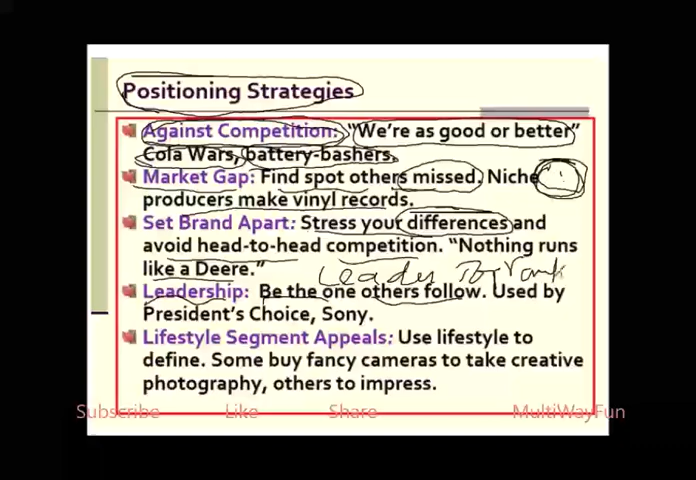 Positioning Strategies
Against Competition: "We're as good or better"
Cola Wars, battery-bashers.
Market Gap: Find spot others missed. Niche
producers make vinyl records.
Set Brand Apart: Stress your differences and
avoid head-to-head competition. "Nothing runs
like a Deere."
Leader
Leadership: Be the one others follow. Used by
President's Choice, Sony.
Lifestyle Segment Appeals: Use lifestyle to
define. Some buy fancy cameras to take creative
photography, others to impress.
Subscribe Like Share MultiWayFun